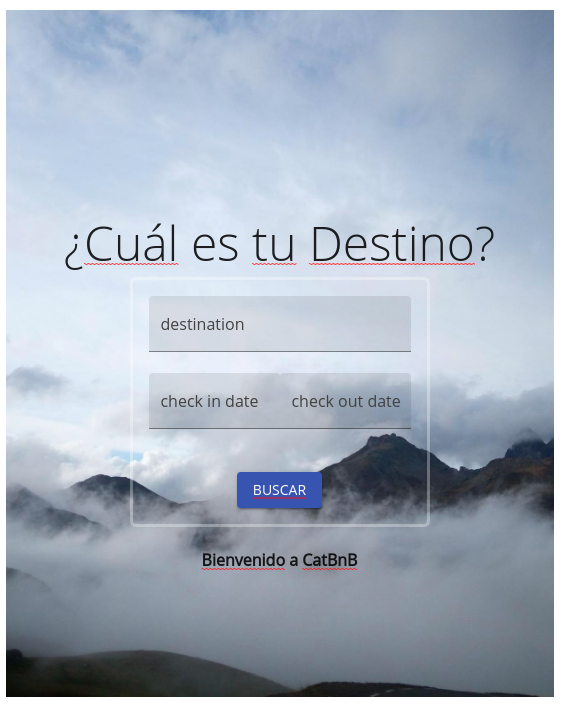 ¿Cuál es tu Destino?
destination
check in date check out date
BUSCAR
Bienvenido a CatBnB